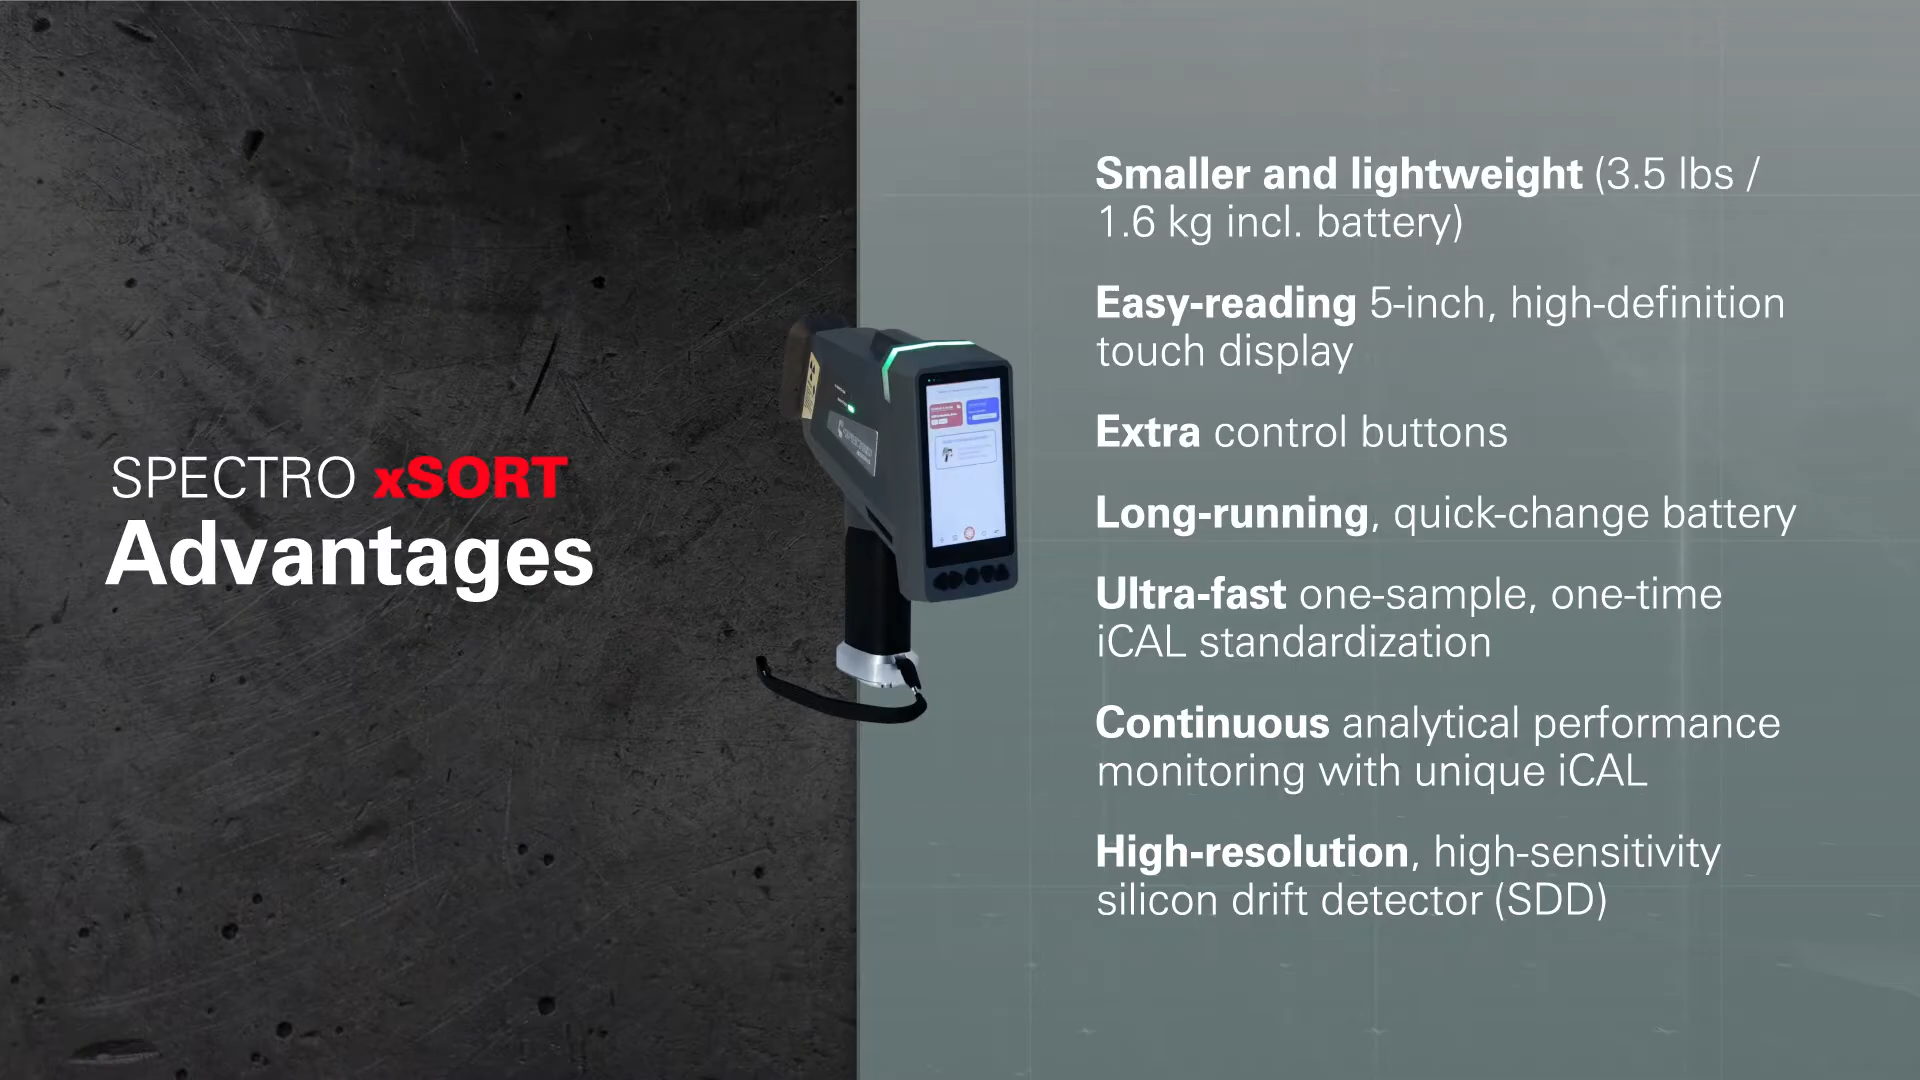 SPECTRO xSORT
Advantages
Smaller and lightweight (3.5 lbs /
1.6 kg incl. battery)
Easy-reading 5-inch, high-definition
touch display
Extra control buttons
Long-running, quick-change battery
Ultra-fast one-sample, one-time
iCAL standardization
Continuous analytical performance
monitoring with unique iCAL
High-resolution, high-sensitivity
silicon drift detector (SDD)